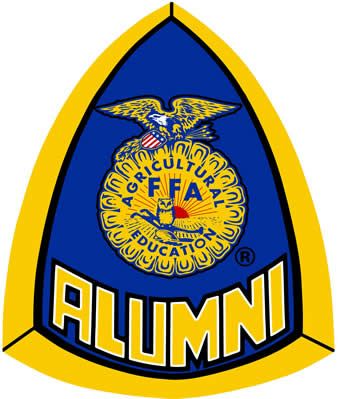 AGRICULTURAL
FFA
EDUCATION
®
ALUMNI